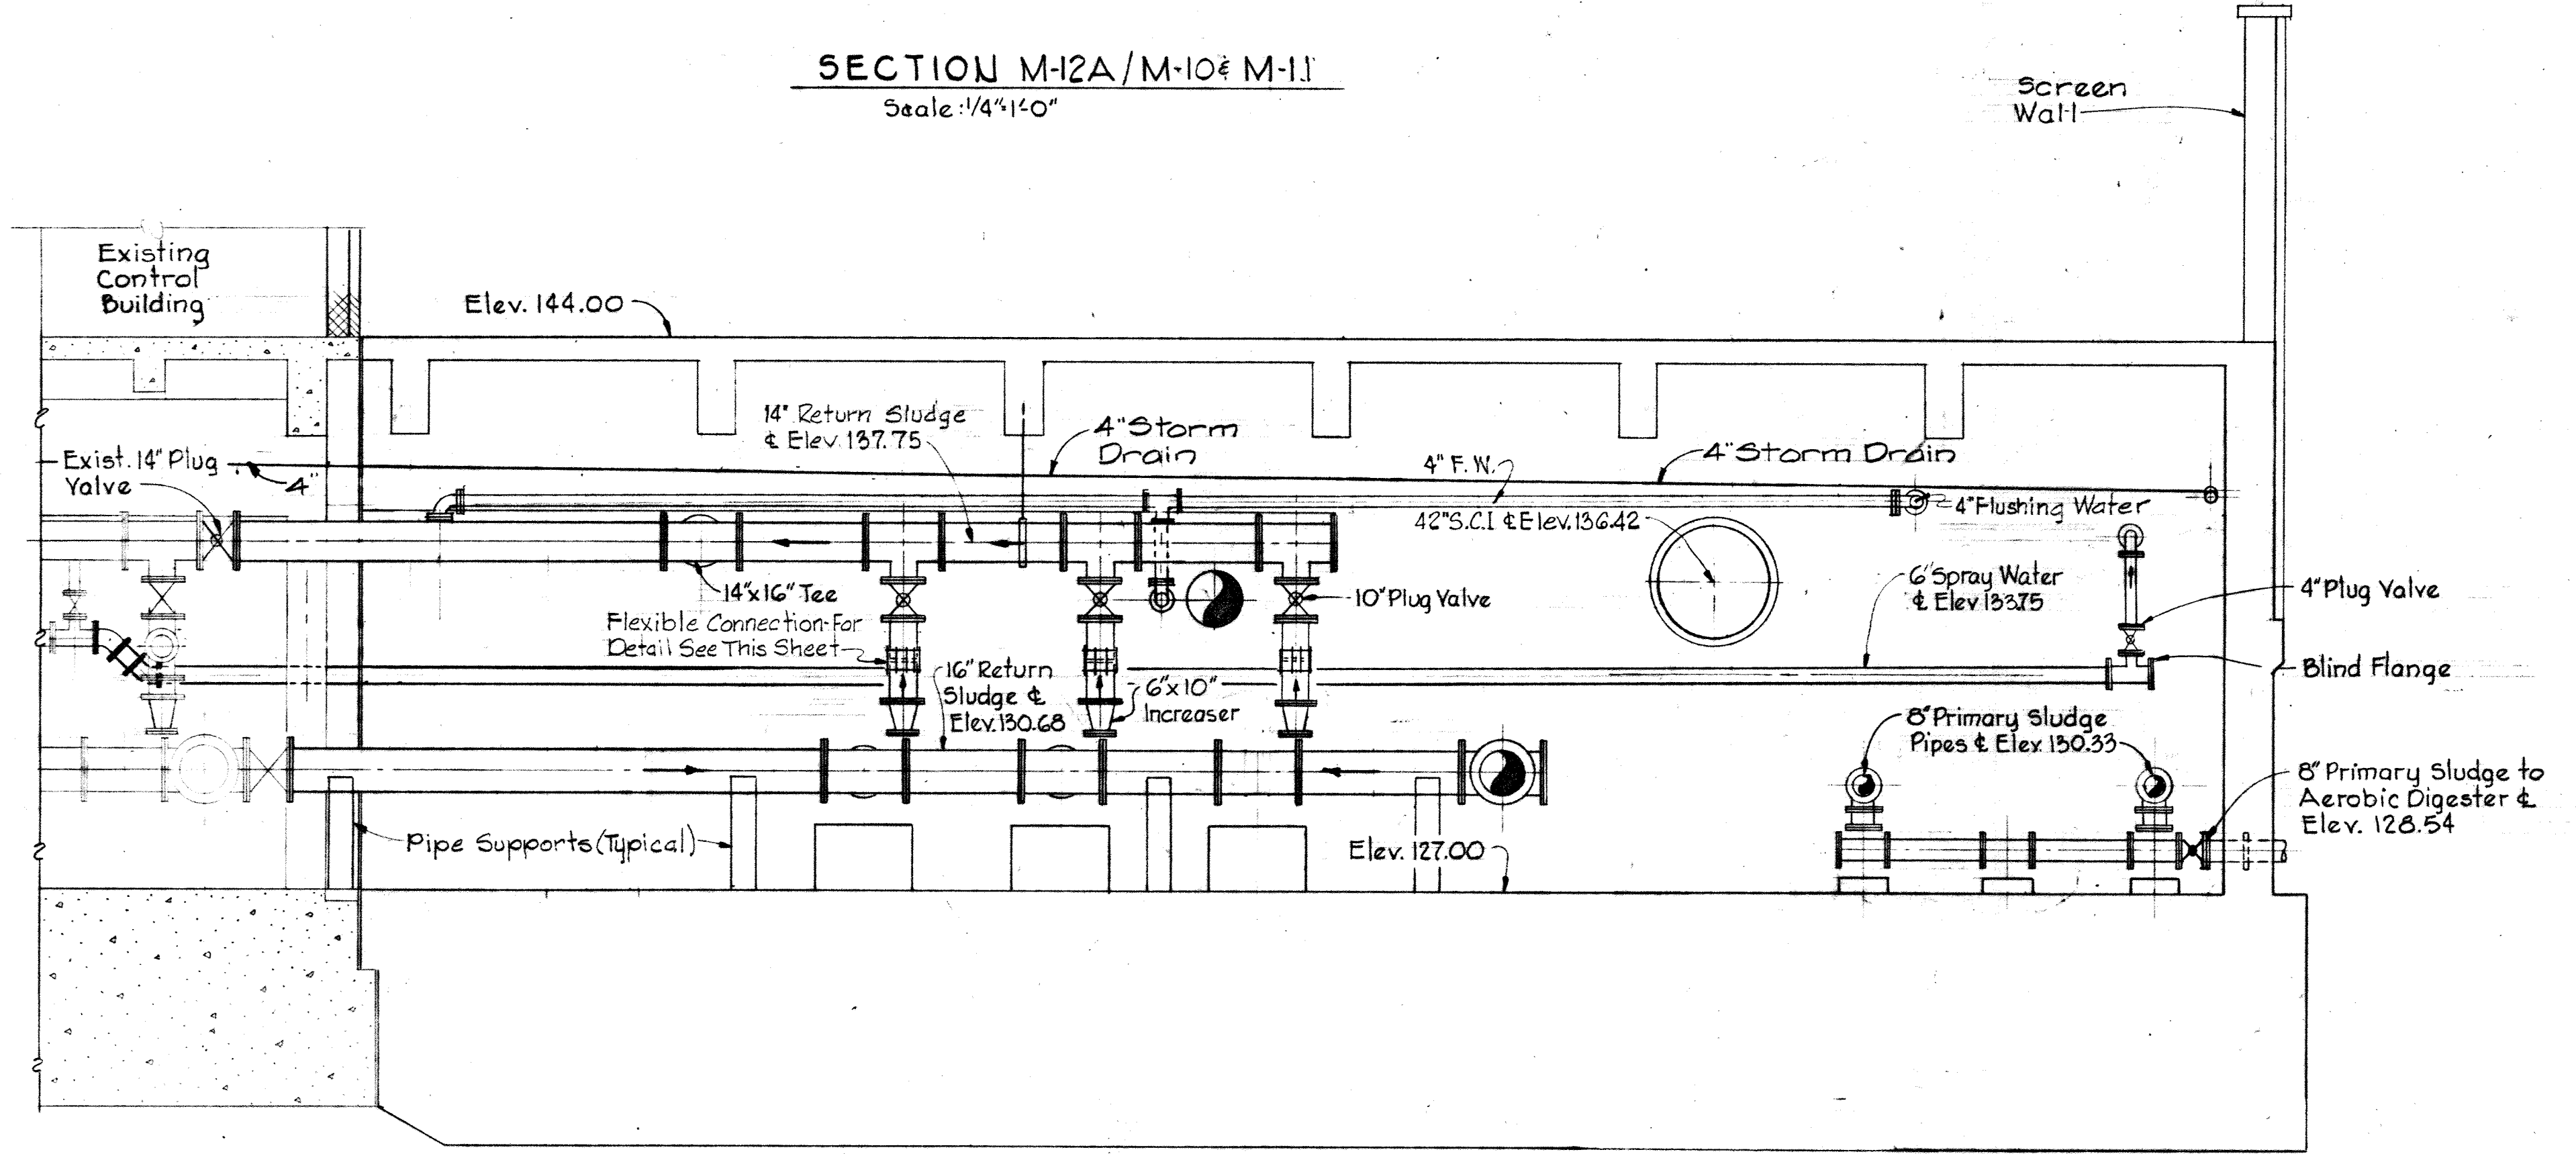 SECTION M-12A/M-10& M-11
Scale: 1/4"=1'-0"
Screen
Wall
Existing
Control
Building
Elev. 144.00
14" Return Sludge
℄ Elev. 137.75
4" Storm
Drain
4" F.W.
4" Storm Drain
Exist. 14" Plug
Valve
4"
4" Flushing Water
42" S.C.I ℄ Elev. 136.42
14"x16" Tee
10" Plug Valve
6" Spray Water
℄ Elev 133.75
4" Plug Valve
Flexible Connection-For
Detail See This Sheet
16" Return
Sludge ℄
Elev. 130.68
6"x10"
Increaser
Blind Flange
8" Primary Sludge
Pipes ℄ Elev. 130.33
8" Primary Sludge to
Aerobic Digester ℄
Elev. 128.54
Pipe Supports (Typical)
Elev. 127.00